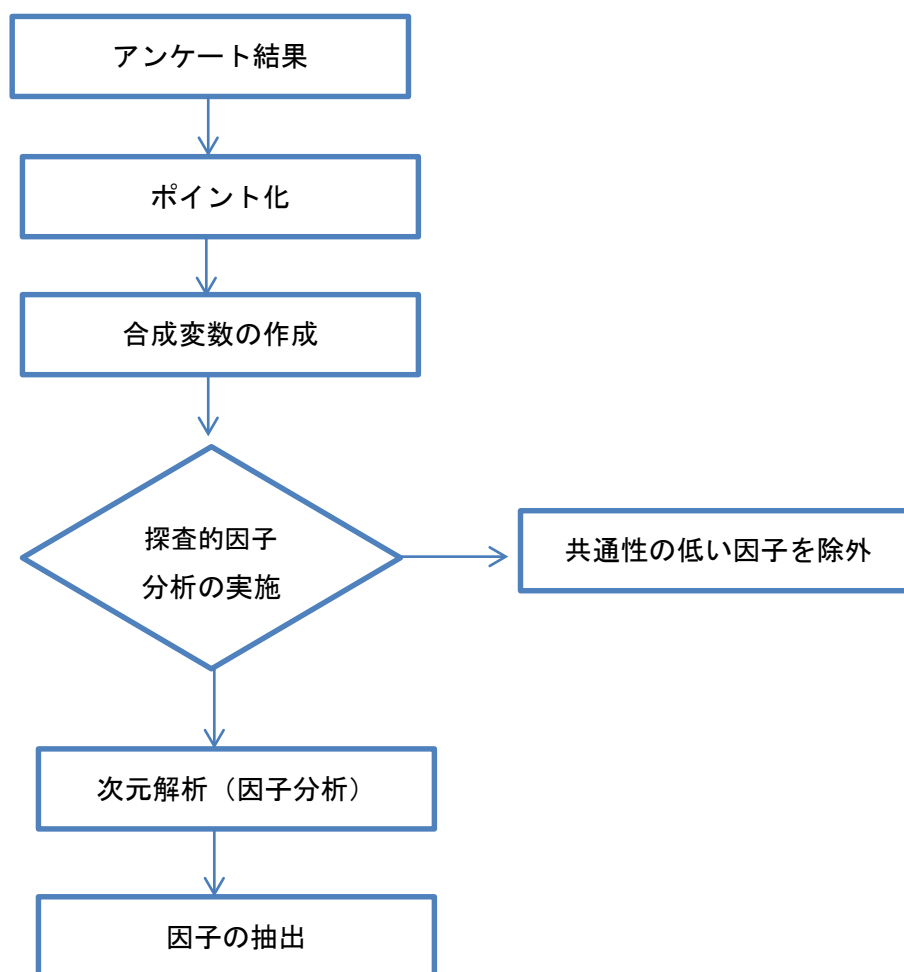 アンケート結果
ポイント化
合成変数の作成
探査的因子
分析の実施
共通性の低い因子を除外
次元解析（因子分析）
因子の抽出